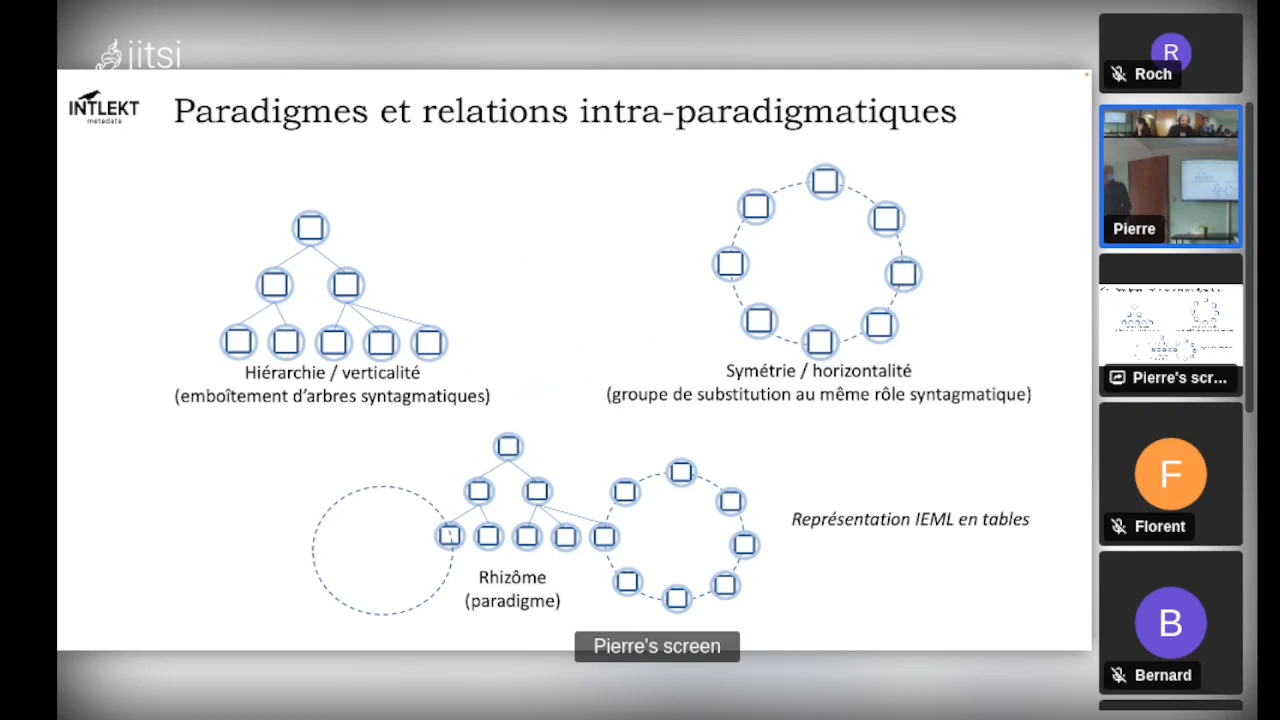 jitsi
INTLEKT
metadata
Paradigmes et relations intra-paradigmatiques
Hiérarchie / verticalité
(emboîtement d'arbres syntagmatiques)
Symétrie / horizontalité
(groupe de substitution au même rôle syntagmatique)
Représentation IEML en tables
Rhizôme
(paradigme)
Pierre's screen
R
Roch
Pierre
Pierre's scr...
F
Florent
B
Bernard